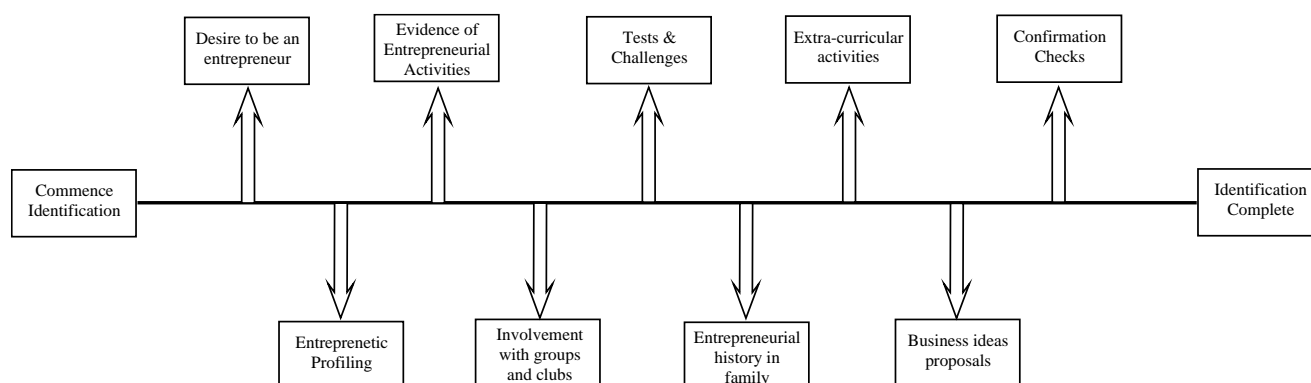 Desire to be an
entrepreneur
Evidence of
Entrepreneurial
Activities
Tests &
Challenges
Extra-curricular
activities
Confirmation
Checks
Commence
Identification
Identification
Complete
Entreprenetic
Profiling
Involvement
with groups
and clubs
Entrepreneurial
history in
family
Business ideas
proposals